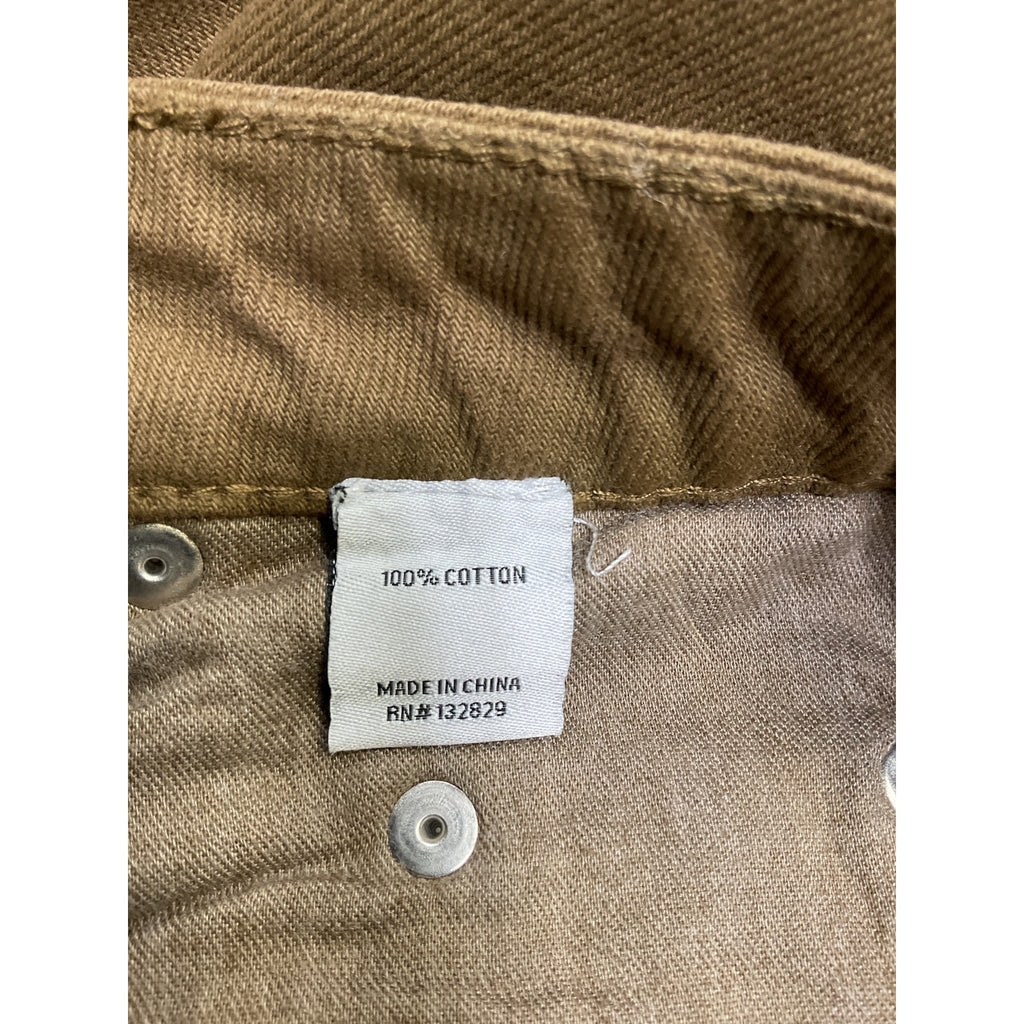 100% COTTON
MADE IN CHINA
RN# 132829